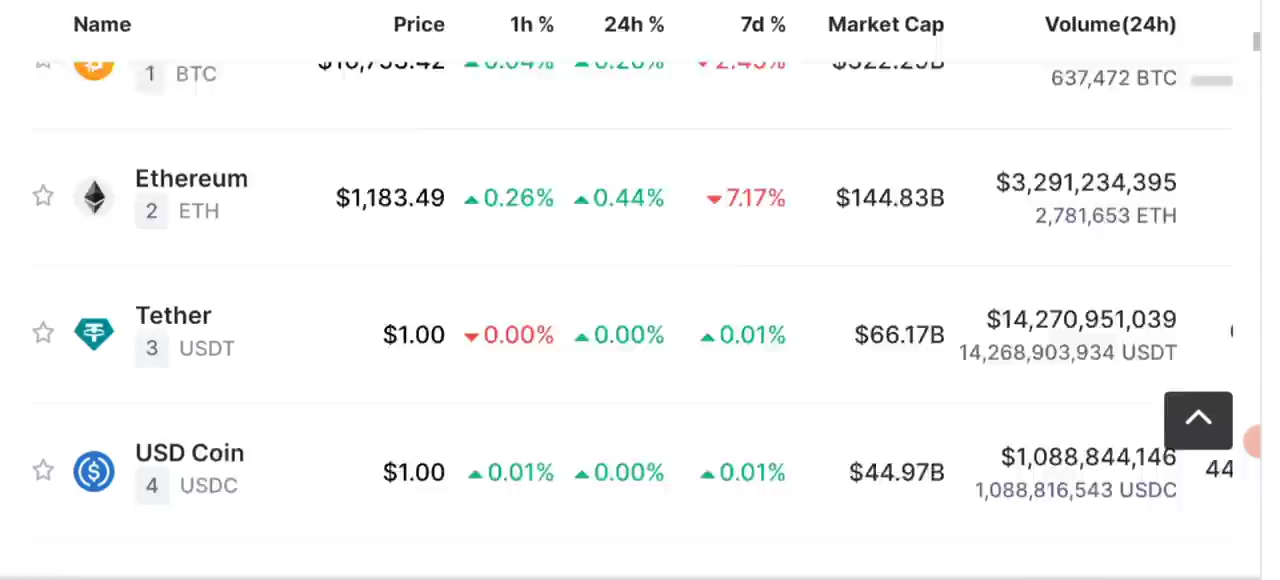 Name Price 1h % 24h % 7d % Market Cap Volume(24h)
1 BTC 637,472 BTC
Ethereum
2 ETH
$1,183.49 0.26% 0.44% 7.17% $144.83B
$3,291,234,395
2,781,653 ETH
Tether
3 USDT
$1.00 0.00% 0.00% 0.01% $66.17B
$14,270,951,039
14,268,903,934 USDT
USD Coin
4 USDC
$1.00 0.01% 0.00% 0.01% $44.97B
$1,088,844,146
1,088,816,543 USDC
44